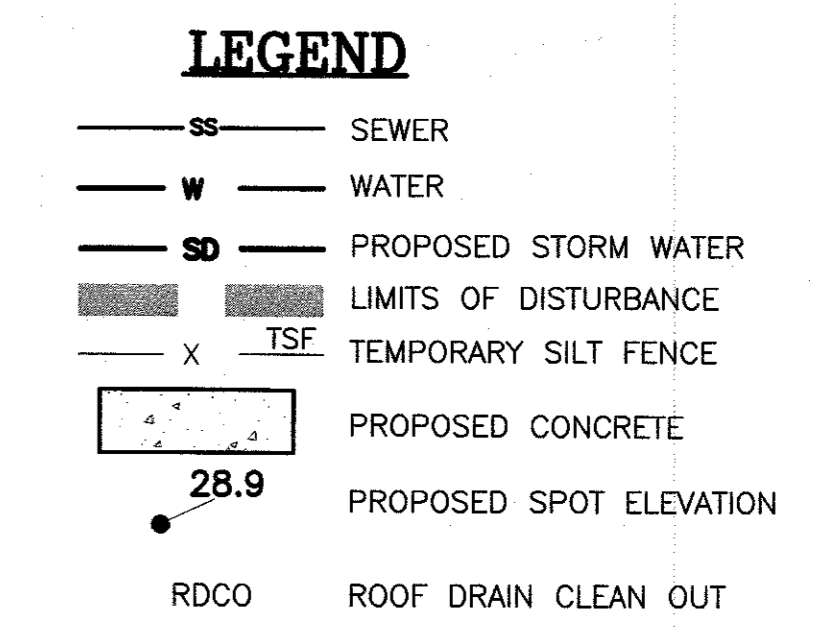 LEGEND
SS SEWER
W WATER
SD PROPOSED STORM WATER
LIMITS OF DISTURBANCE
X TSF TEMPORARY SILT FENCE
PROPOSED CONCRETE
28.9
PROPOSED SPOT ELEVATION
RDCO ROOF DRAIN CLEAN OUT